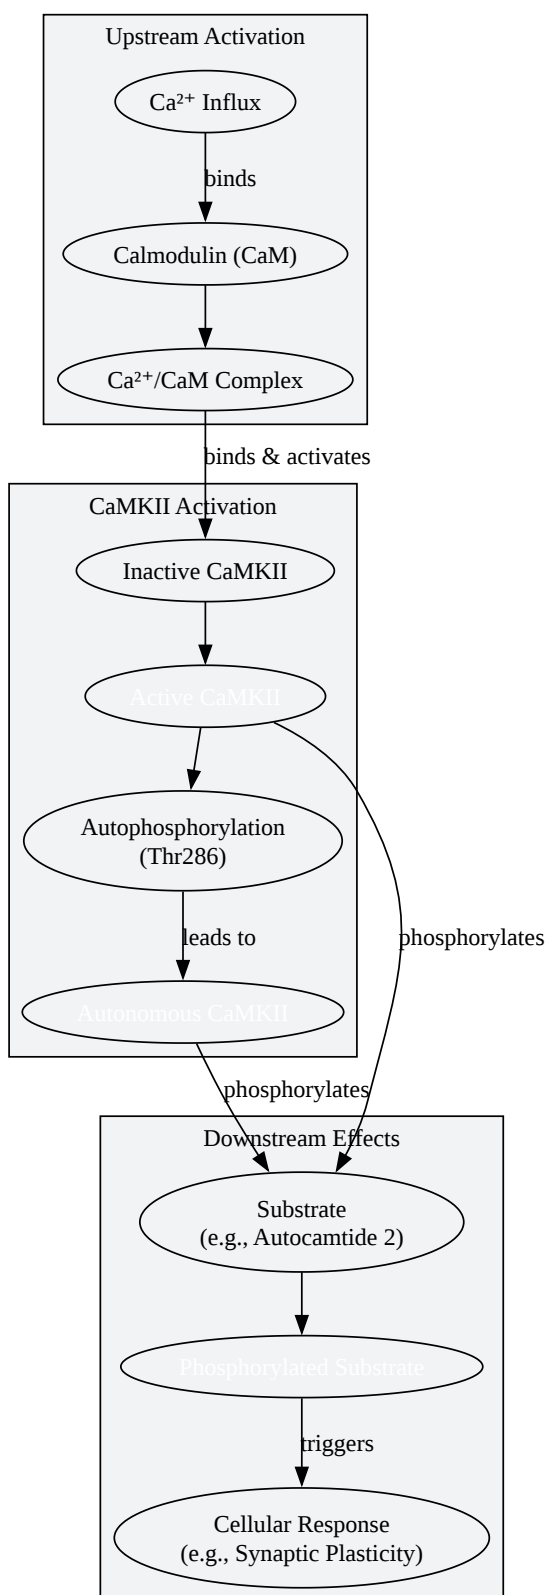 Upstream Activation
Ca²⁺ Influx
binds
Calmodulin (CaM)
Ca²⁺/CaM Complex
binds & activates
CaMKII Activation
Inactive CaMKII
Active CaMKII
Autophosphorylation
(Thr286)
leads to
phosphorylates
Autonomous CaMKII
phosphorylates
Downstream Effects
Substrate
(e.g., Autocamtide 2)
Phosphorylated Substrate
triggers
Cellular Response
(e.g., Synaptic Plasticity)